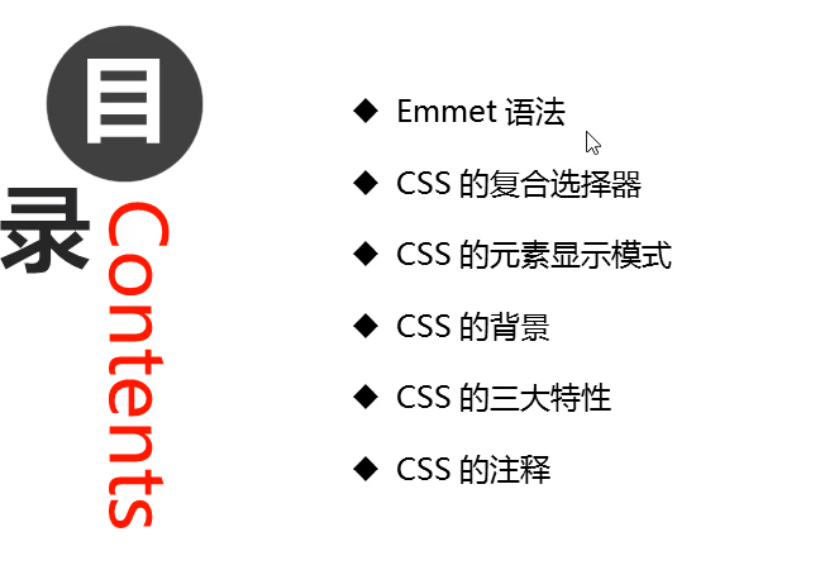 目录
Contents
◆ Emmet 语法
◆ CSS 的复合选择器
◆ CSS 的元素显示模式
◆ CSS 的背景
◆ CSS 的三大特性
◆ CSS 的注释